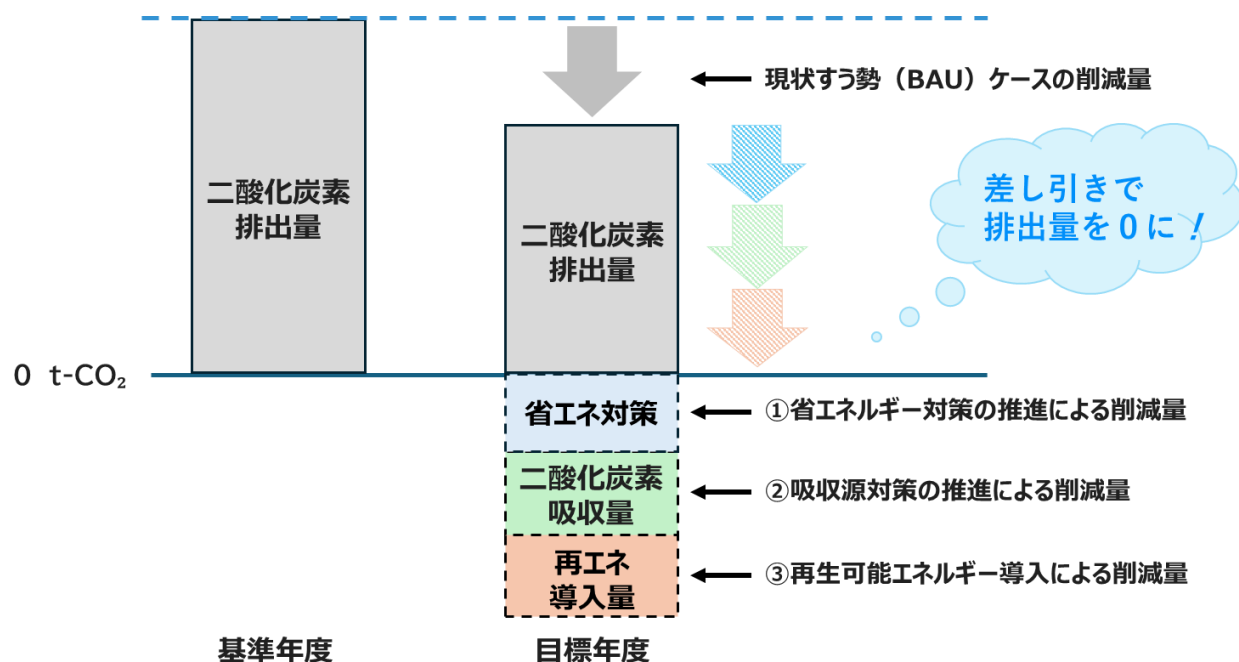 現状すう勢（BAU）ケースの削減量
二酸化炭素
排出量
二酸化炭素
排出量
差し引きで
排出量を０に！
0 t-CO₂
省エネ対策
①省エネルギー対策の推進による削減量
二酸化炭素
吸収量
②吸収源対策の推進による削減量
再エネ
導入量
③再生可能エネルギー導入による削減量
基準年度
目標年度